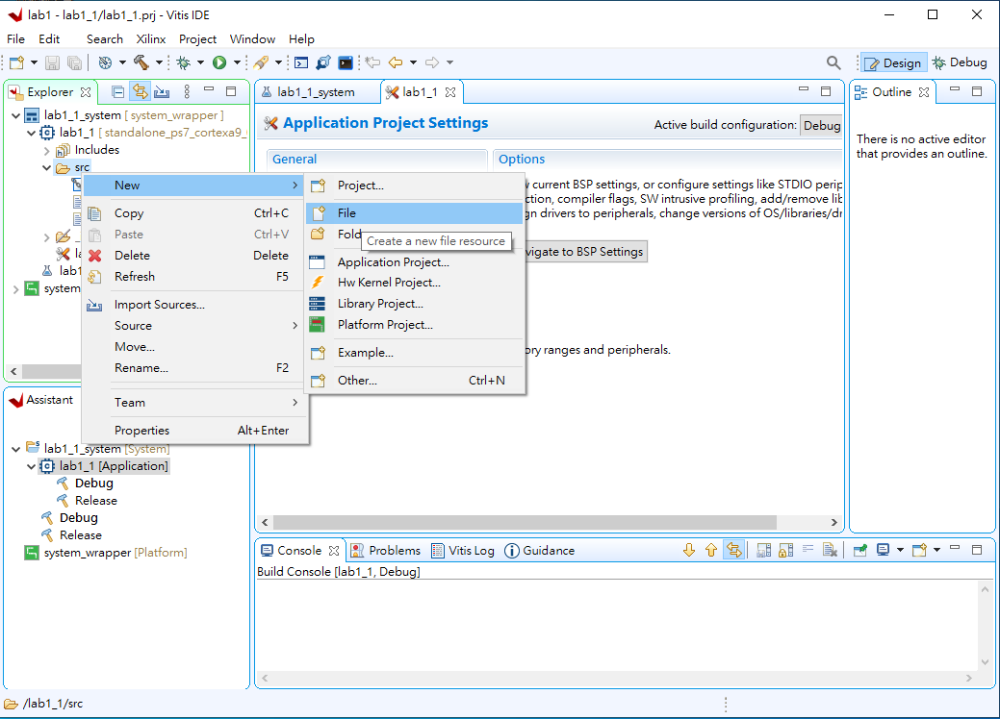 lab1 - lab1_1/lab1_1.prj - Vitis IDE
File Edit Search Xilinx Project Window Help
Design Debug
Explorer
lab1_1_system [ system_wrapper ]
lab1_1 [ standalone_ps7_cortexa9_
Includes
src
lab1
system
lab1_1_system lab1_1
Application Project Settings
Active build configuration: Debug
General Options
current BSP settings, or configure settings like STDIO perip
ction, compiler flags, SW intrusive profiling, add/remove lib
gn drivers to peripherals, change versions of OS/libraries/dr
vigate to BSP Settings
ory ranges and peripherals.
Outline
There is no active editor
that provides an outline.
New
Copy Ctrl+C
Paste Ctrl+V
Delete Delete
Refresh F5
Import Sources...
Source
Move...
Rename... F2
Team
Properties Alt+Enter
Project...
File
Fold
Create a new file resource
Application Project...
Hw Kernel Project...
Library Project...
Platform Project...
Example...
Other... Ctrl+N
Assistant
lab1_1_system [System]
lab1_1 [Application]
Debug
Release
Debug
Release
system_wrapper [Platform]
Console Problems Vitis Log Guidance
Build Console [lab1_1, Debug]
/lab1_1/src